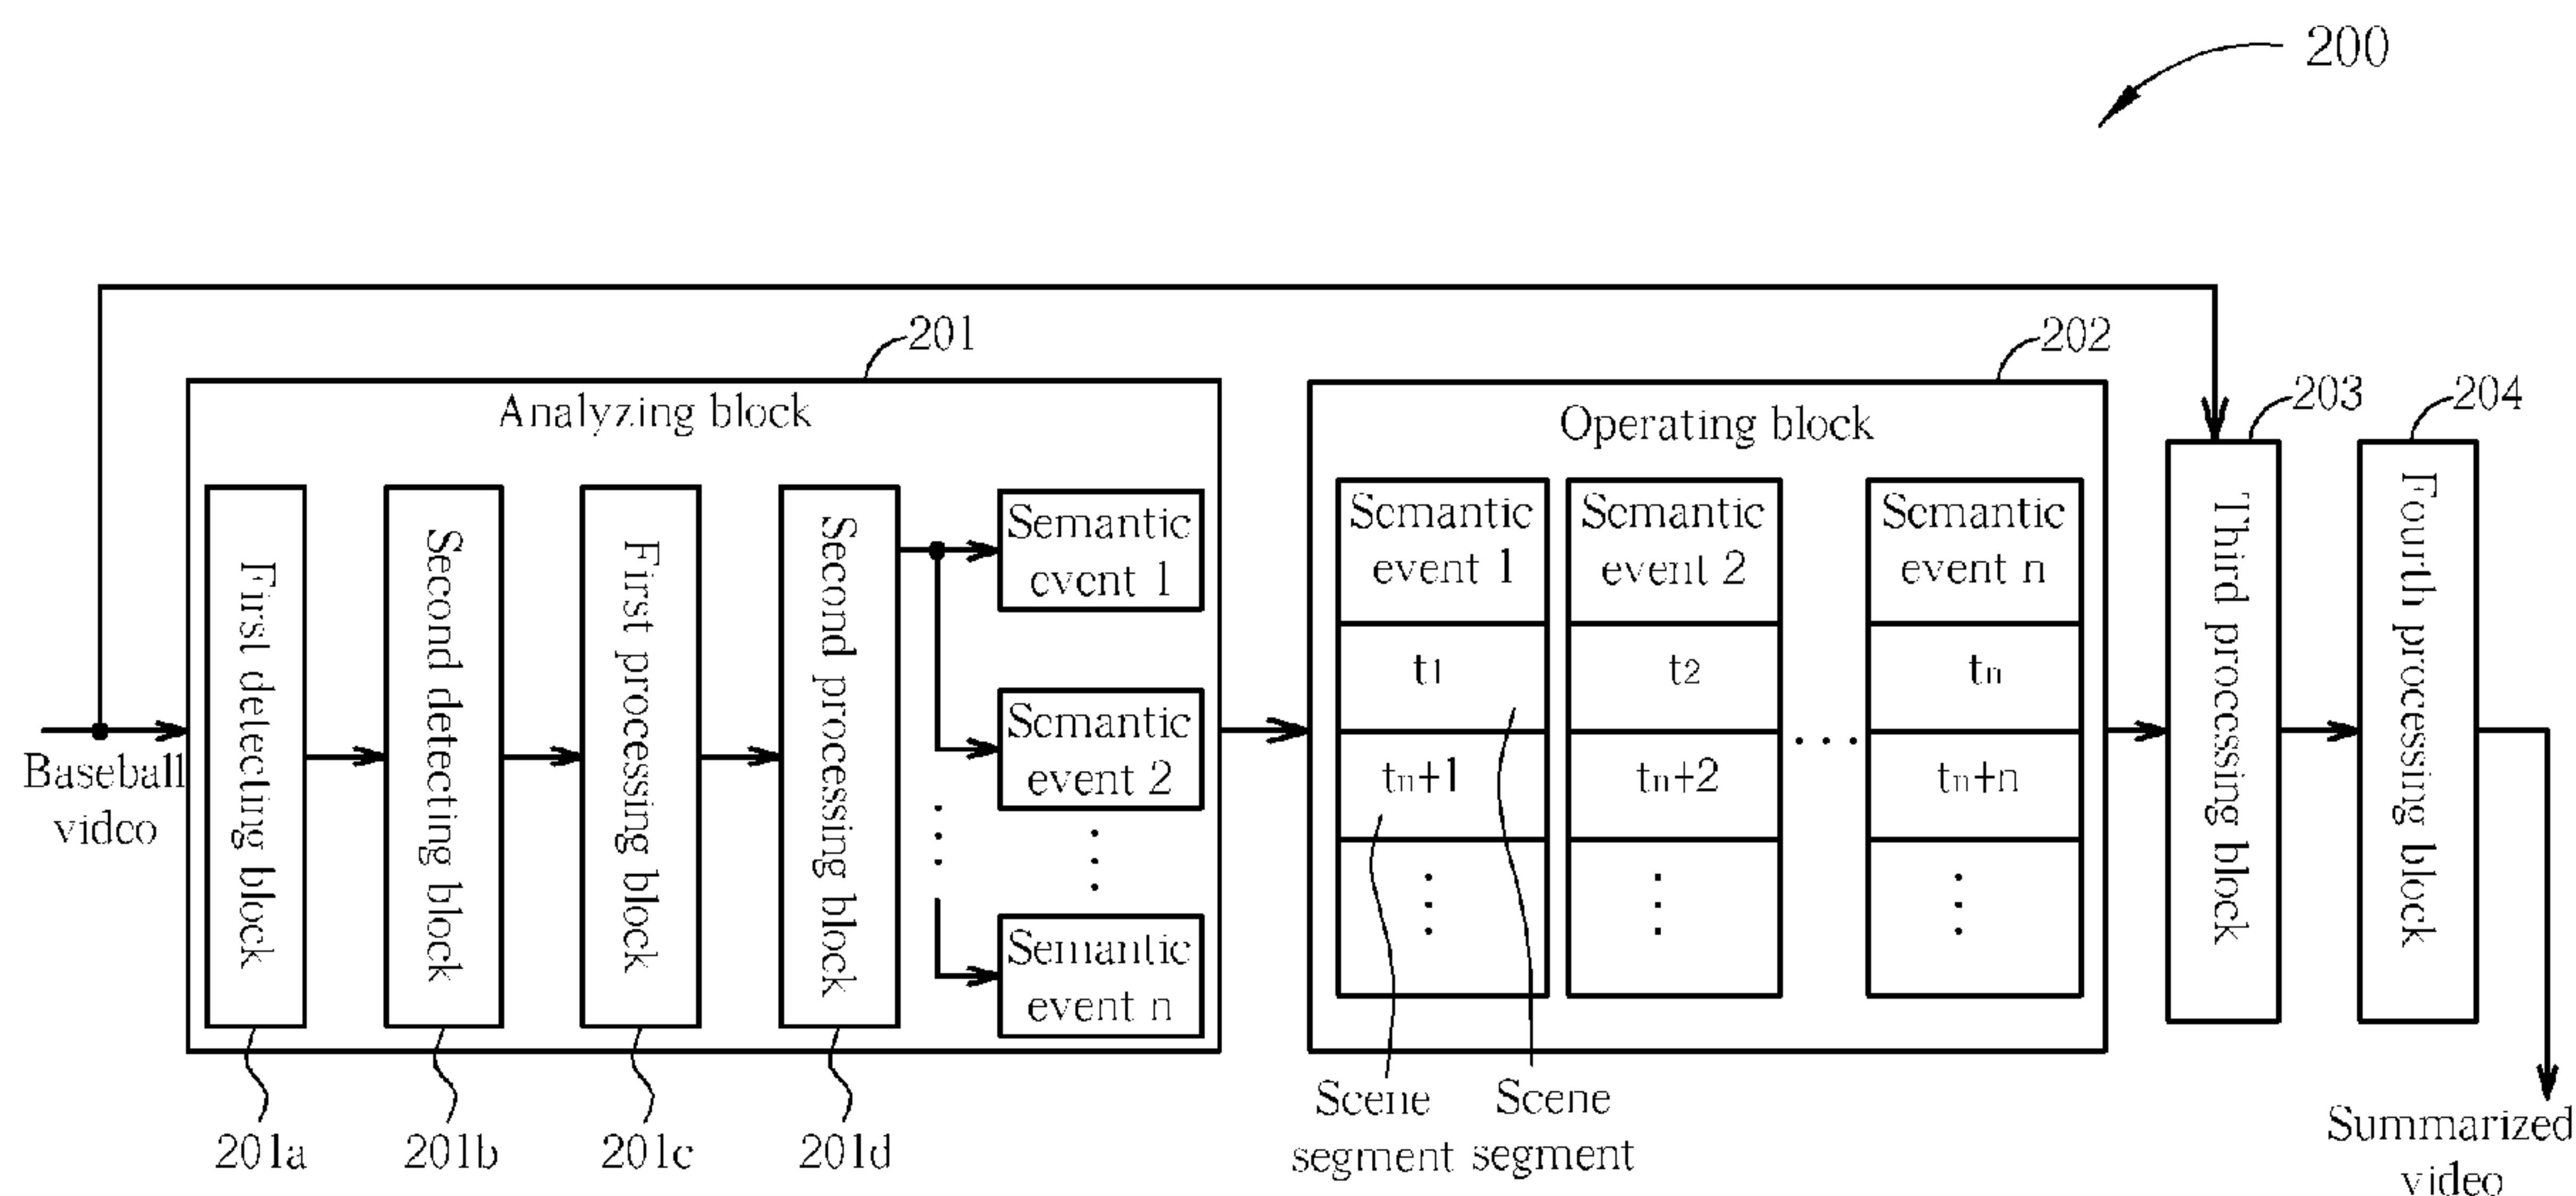 200
201
202
203
204
Analyzing block
Operating block
First detecting block
Second detecting block
First processing block
Second processing block
Semantic
event 1
Semantic
event 2
Semantic
event n
Semantic
event 1
t1
tn+1
Semantic
event 2
t2
tn+2
...
Semantic
event n
tn
tn+n
Third processing block
Fourth processing block
Baseball
video
201a
201b
201c
201d
Scene
segment
Scene
segment
Summarized
video